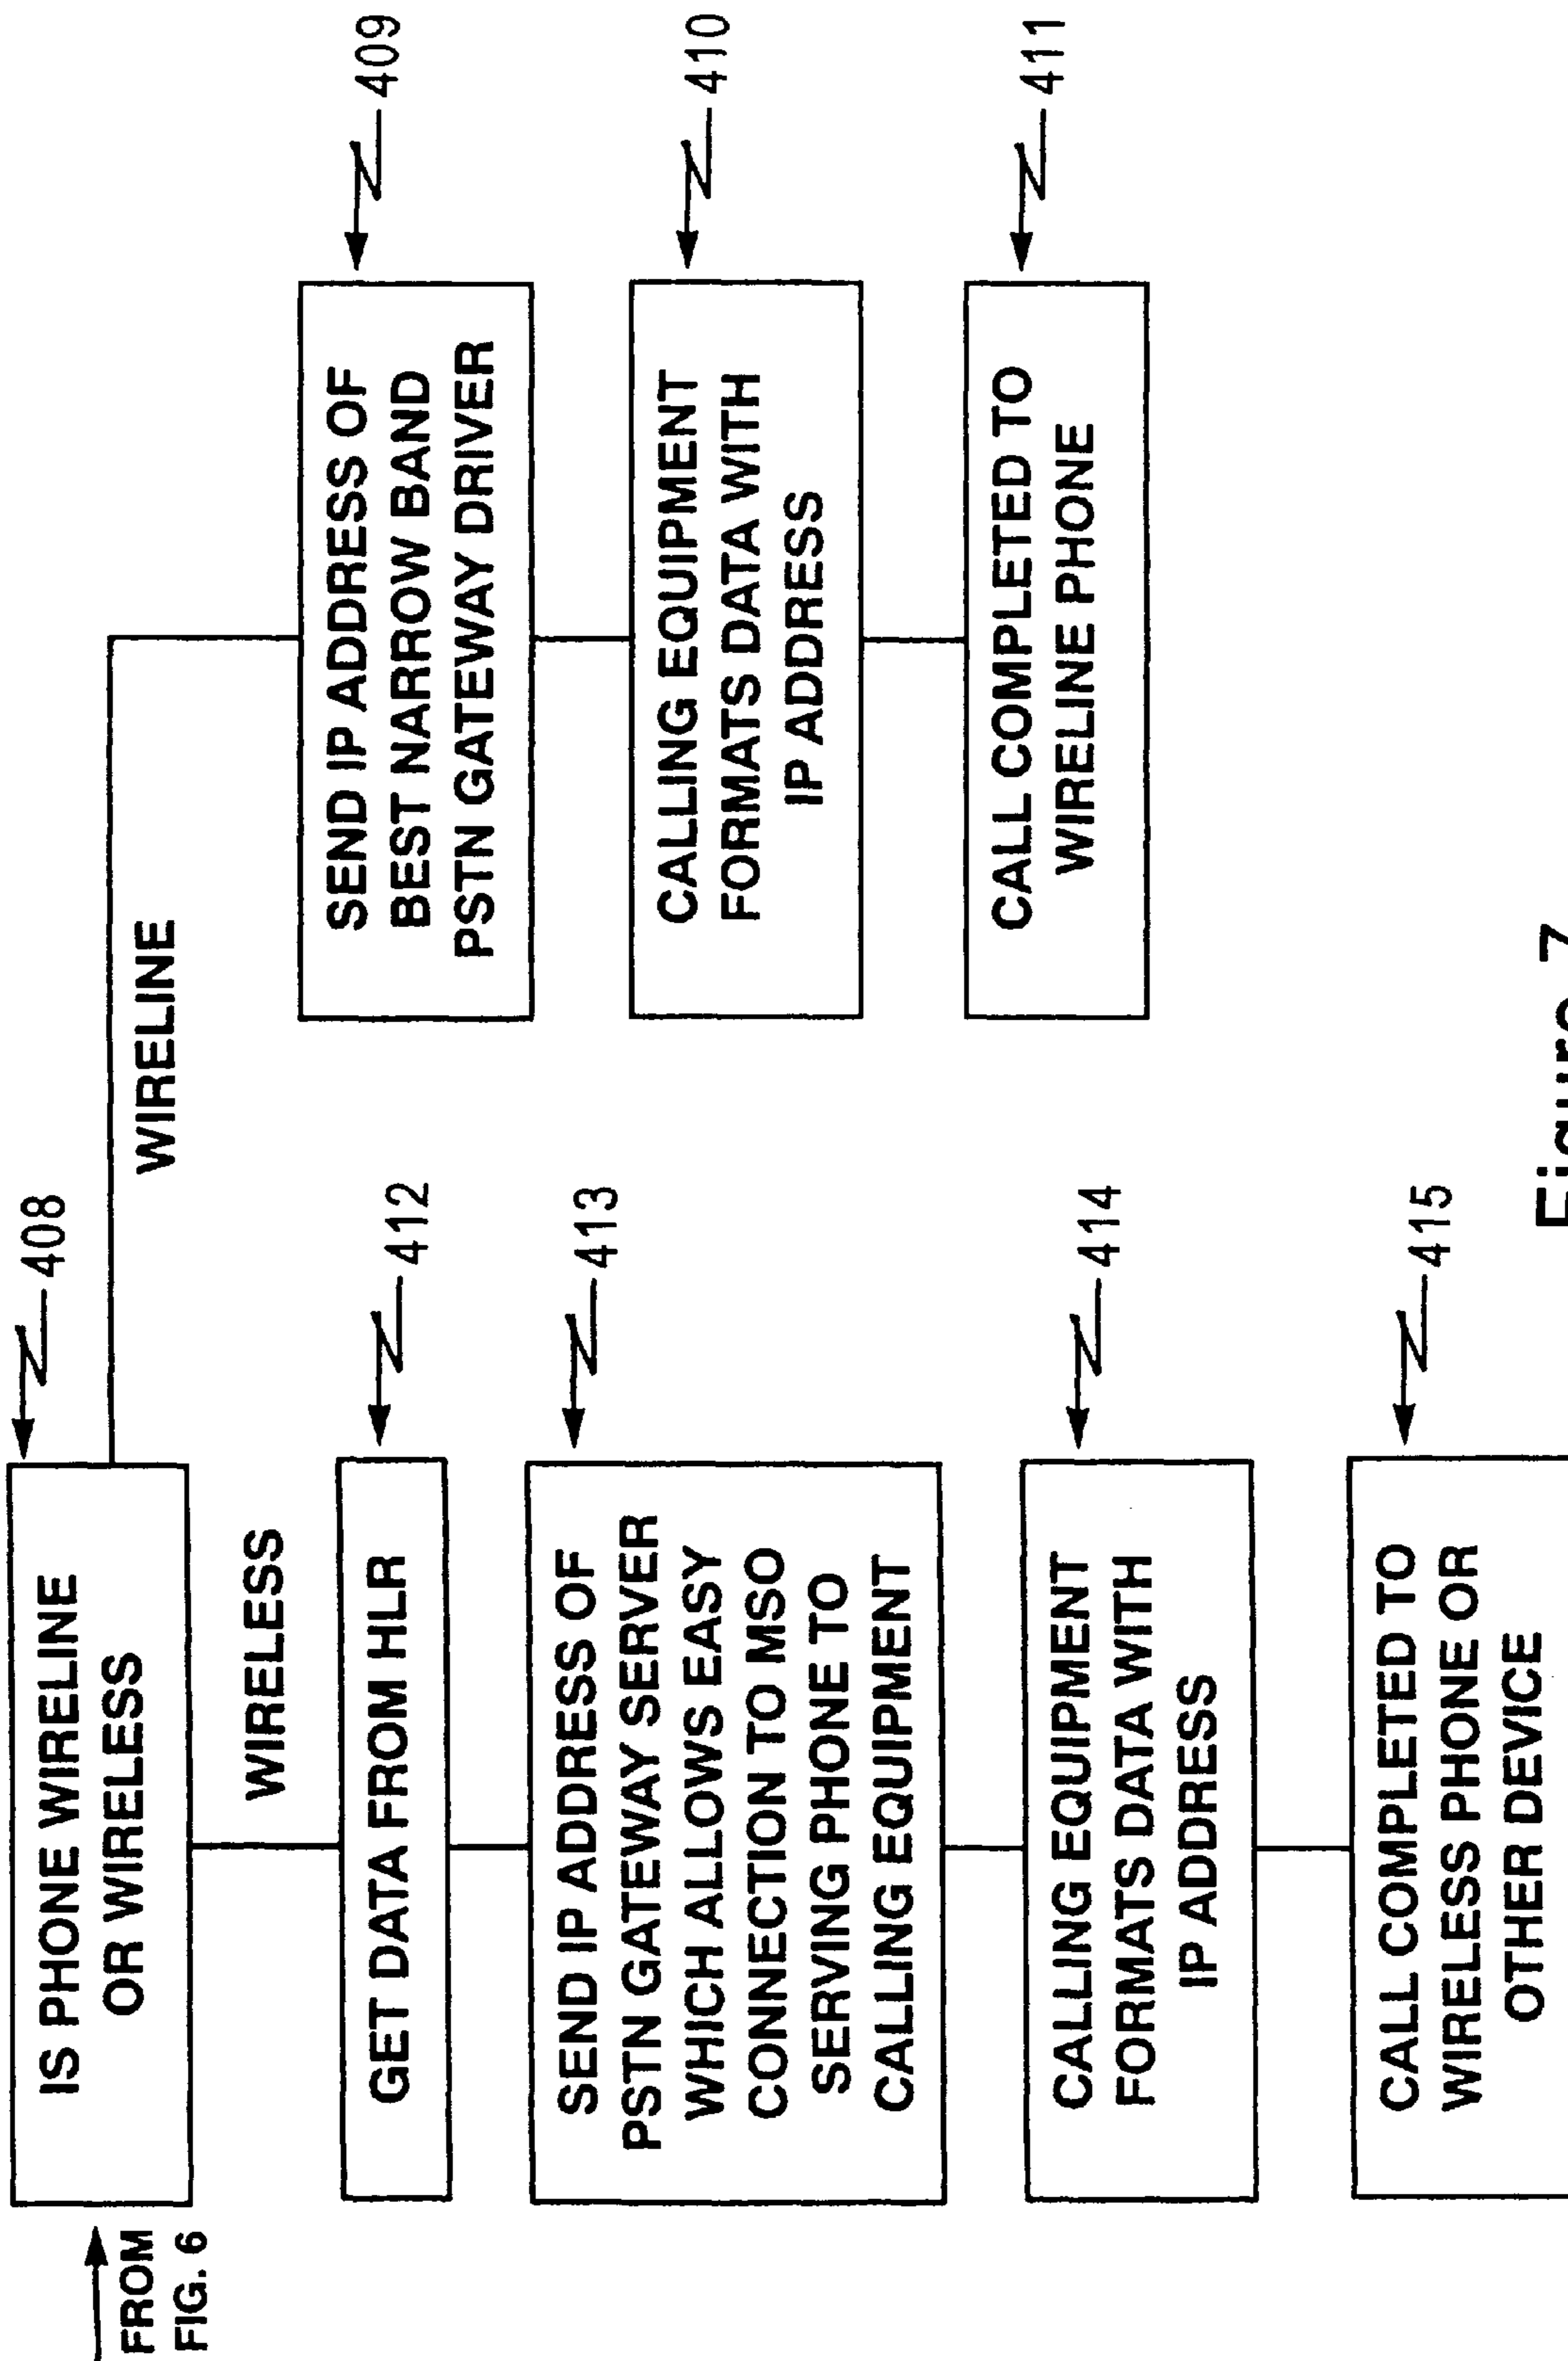 FROM
FIG. 6
IS PHONE WIRELINE
OR WIRELESS
408
WIRELINE
WIRELESS
GET DATA FROM HLR
412
SEND IP ADDRESS OF
PSTN GATEWAY SERVER
WHICH ALLOWS EASY
CONNECTION TO MSO
SERVING PHONE TO
CALLING EQUIPMENT
413
CALLING EQUIPMENT
FORMATS DATA WITH
IP ADDRESS
414
CALL COMPLETED TO
WIRELESS PHONE OR
OTHER DEVICE
415
SEND IP ADDRESS OF
BEST NARROW BAND
PSTN GATEWAY DRIVER
409
CALLING EQUIPMENT
FORMATS DATA WITH
IP ADDRESS
410
CALL COMPLETED TO
WIRELINE PHONE
411
Figure 7